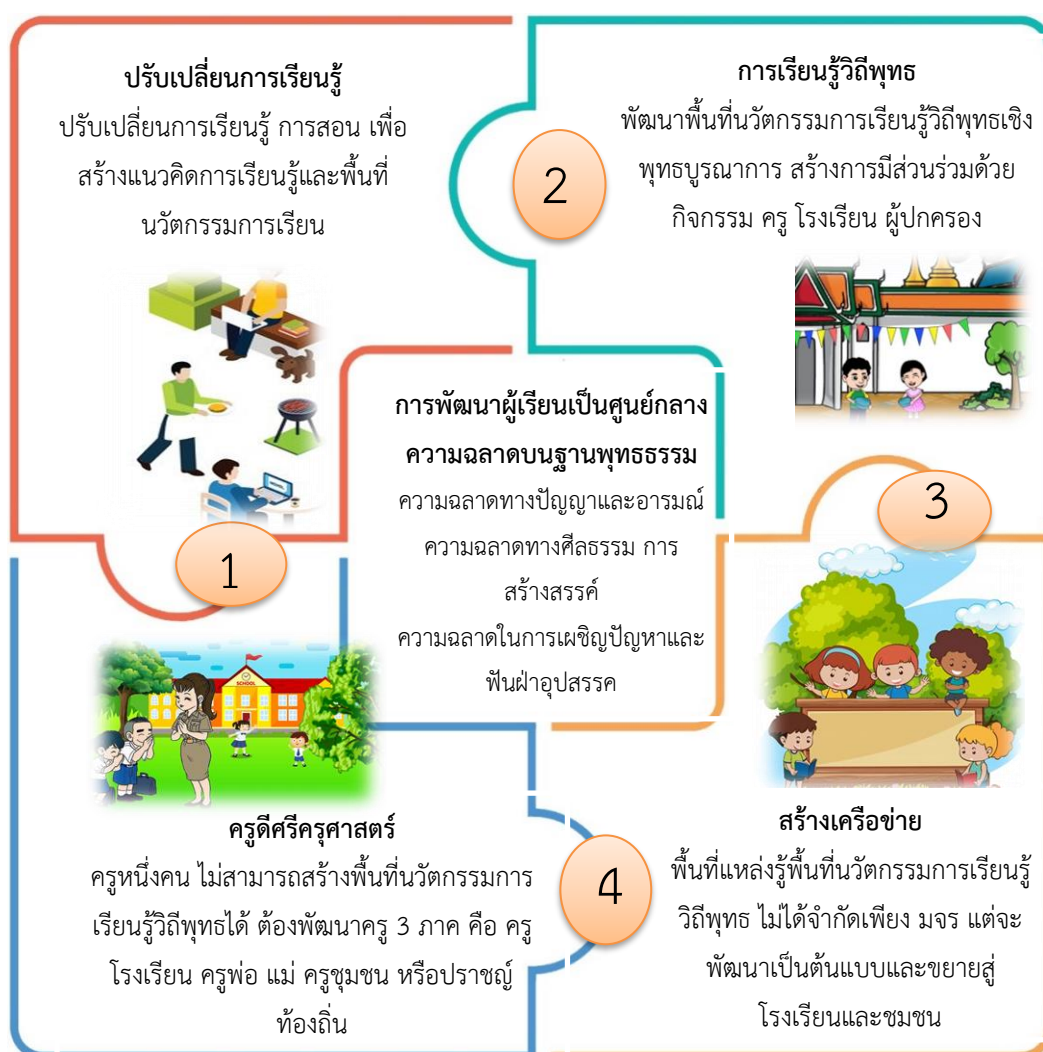 ปรับเปลี่ยนการเรียนรู้
ปรับเปลี่ยนการเรียนรู้ การสอน เพื่อ
สร้างแนวคิดการเรียนรู้และพื้นที่
นวัตกรรมการเรียน
1
การเรียนรู้วิถีพุทธ
พัฒนาพื้นที่นวัตกรรมการเรียนรู้วิถีพุทธเชิง
พุทธบูรณาการ สร้างการมีส่วนร่วมด้วย
กิจกรรม ครู โรงเรียน ผู้ปกครอง
2
การพัฒนาผู้เรียนเป็นศูนย์กลาง
ความฉลาดบนฐานพุทธธรรม
ความฉลาดทางปัญญาและอารมณ์
ความฉลาดทางศีลธรรม การ
สร้างสรรค์
ความฉลาดในการเผชิญปัญหาและ
ฟันฝ่าอุปสรรค
3
SCHOOL
ครูดีศรีครุศาสตร์
ครูหนึ่งคน ไม่สามารถสร้างพื้นที่นวัตกรรมการ
เรียนรู้วิถีพุทธได้ ต้องพัฒนาครู 3 ภาค คือ ครู
โรงเรียน ครูพ่อ แม่ ครูชุมชน หรือปราชญ์
ท้องถิ่น
4
สร้างเครือข่าย
พื้นที่แหล่งรู้พื้นที่นวัตกรรมการเรียนรู้
วิถีพุทธ ไม่ได้จำกัดเพียง มจร แต่จะ
พัฒนาเป็นต้นแบบและขยายสู่
โรงเรียนและชุมชน